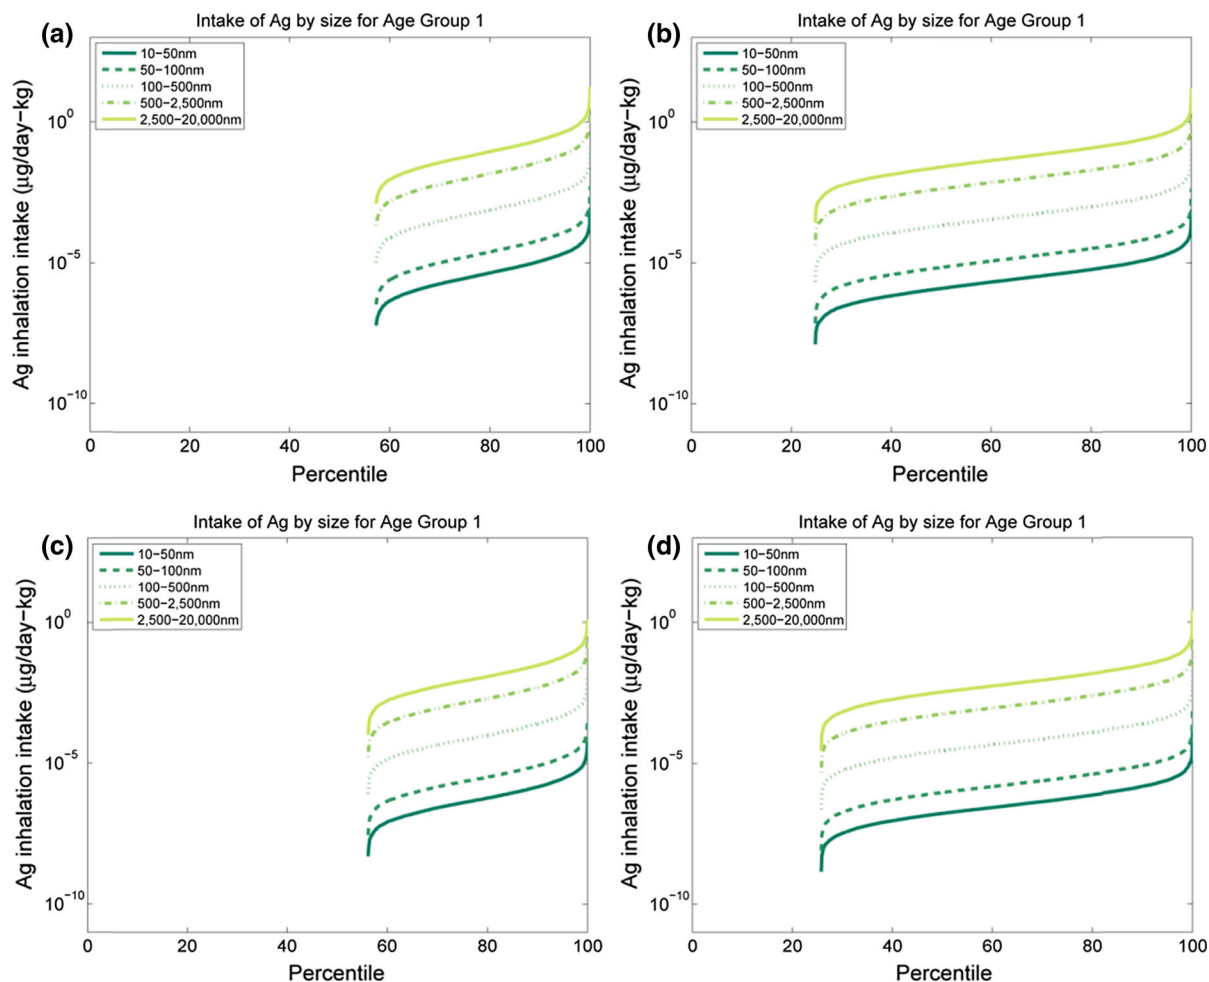 (a)
Intake of Ag by size for Age Group 1
10−50nm
50−100nm
100−500nm
500−2,500nm
2,500−20,000nm
Ag inhalation intake (µg/day−kg)
10^0
10^−5
10^−10
0 20 40 60 80 100
Percentile
(b)
Intake of Ag by size for Age Group 1
10−50nm
50−100nm
100−500nm
500−2,500nm
2,500−20,000nm
Ag inhalation intake (µg/day−kg)
10^0
10^−5
10^−10
0 20 40 60 80 100
Percentile
(c)
Intake of Ag by size for Age Group 1
10−50nm
50−100nm
100−500nm
500−2,500nm
2,500−20,000nm
Ag inhalation intake (µg/day−kg)
10^0
10^−5
10^−10
0 20 40 60 80 100
Percentile
(d)
Intake of Ag by size for Age Group 1
10−50nm
50−100nm
100−500nm
500−2,500nm
2,500−20,000nm
Ag inhalation intake (µg/day−kg)
10^0
10^−5
10^−10
0 20 40 60 80 100
Percentile